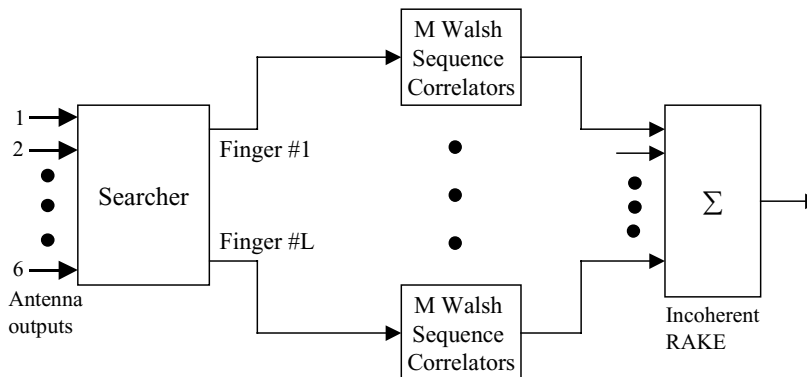 M Walsh
Sequence
Correlators
1
2
6
Antenna
outputs
Searcher
Finger #1
Finger #L
M Walsh
Sequence
Correlators
Σ
Incoherent
RAKE